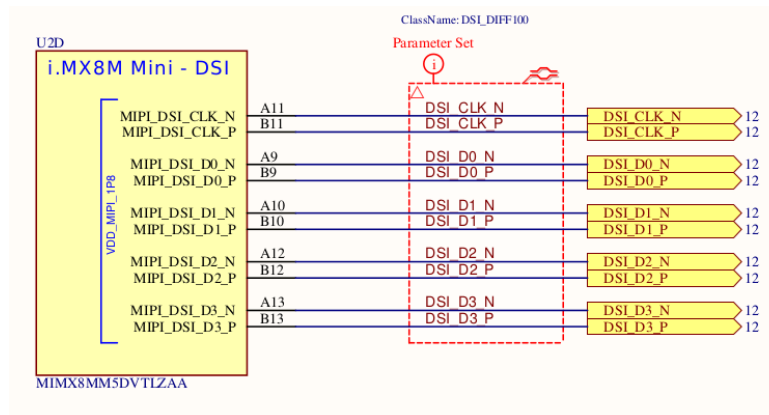 ClassName: DSI_DIFF100
U2D
Parameter Set
i.MX8M Mini - DSI
i
VDD_MIPI_1P8
MIPI_DSI_CLK_N A11 DSI_CLK_N DSI_CLK_N 12
MIPI_DSI_CLK_P B11 DSI_CLK_P DSI_CLK_P 12
MIPI_DSI_D0_N A9 DSI_D0_N DSI_D0_N 12
MIPI_DSI_D0_P B9 DSI_D0_P DSI_D0_P 12
MIPI_DSI_D1_N A10 DSI_D1_N DSI_D1_N 12
MIPI_DSI_D1_P B10 DSI_D1_P DSI_D1_P 12
MIPI_DSI_D2_N A12 DSI_D2_N DSI_D2_N 12
MIPI_DSI_D2_P B12 DSI_D2_P DSI_D2_P 12
MIPI_DSI_D3_N A13 DSI_D3_N DSI_D3_N 12
MIPI_DSI_D3_P B13 DSI_D3_P DSI_D3_P 12
MIMX8MM5DVTLZAA